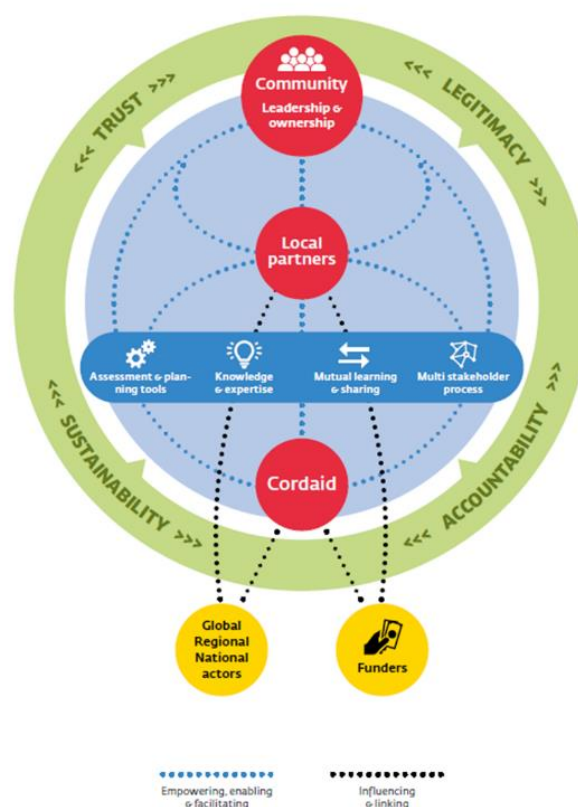 Community
Leadership &
ownership
<<< TRUST >>>
<<< LEGITIMACY >>>
Local
partners
Assessment & plan-
ning tools
Knowledge
& expertise
Mutual learning
& sharing
Multi stakeholder
process
<<< SUSTAINABILITY >>>
<<< ACCOUNTABILITY >>>
Cordaid
Global
Regional
National
actors
Funders
Empowering, enabling
& facilitating
Influencing
& linking